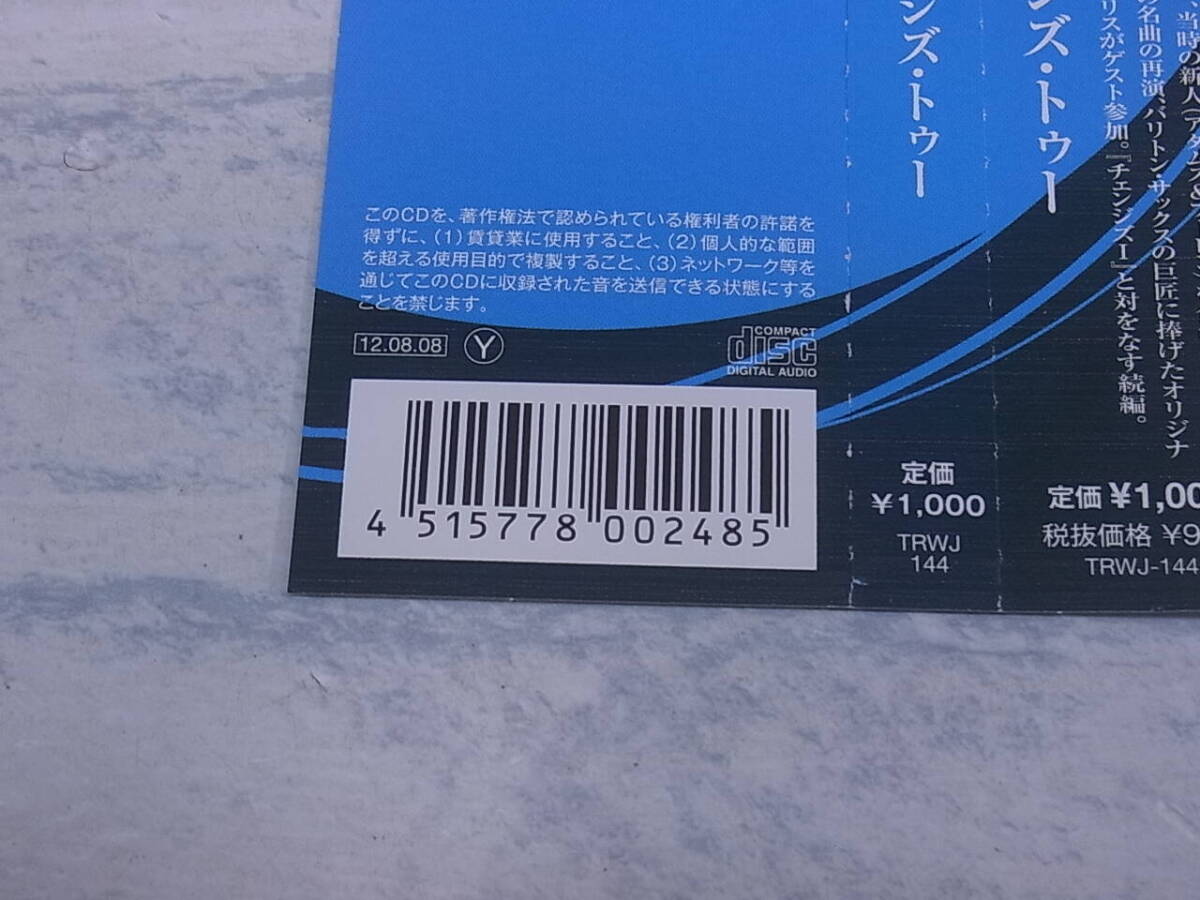 このCDを、著作権法で認められている権利者の許諾を
得ずに、(1)賃貸業に使用すること、(2)個人的な範囲
を超える使用目的で複製すること、(3)ネットワーク等を
通じてこのCDに収録された音を送信できる状態にする
ことを禁じます。
12.08.08 Y
COMPACT
disc
DIGITAL AUDIO
4 515778 002485
ンズ・トゥー
定価
¥1,000
TRWJ
144
ンズ・トゥー
、当時の新人(アダムス&
名曲の再演、バリトン・サックスの巨匠に捧げたオリジナ
リスがゲスト参加。『チェンジズⅠ』と対をなす続編。
定価 ¥1,00
税抜価格 ¥9
TRWJ-144